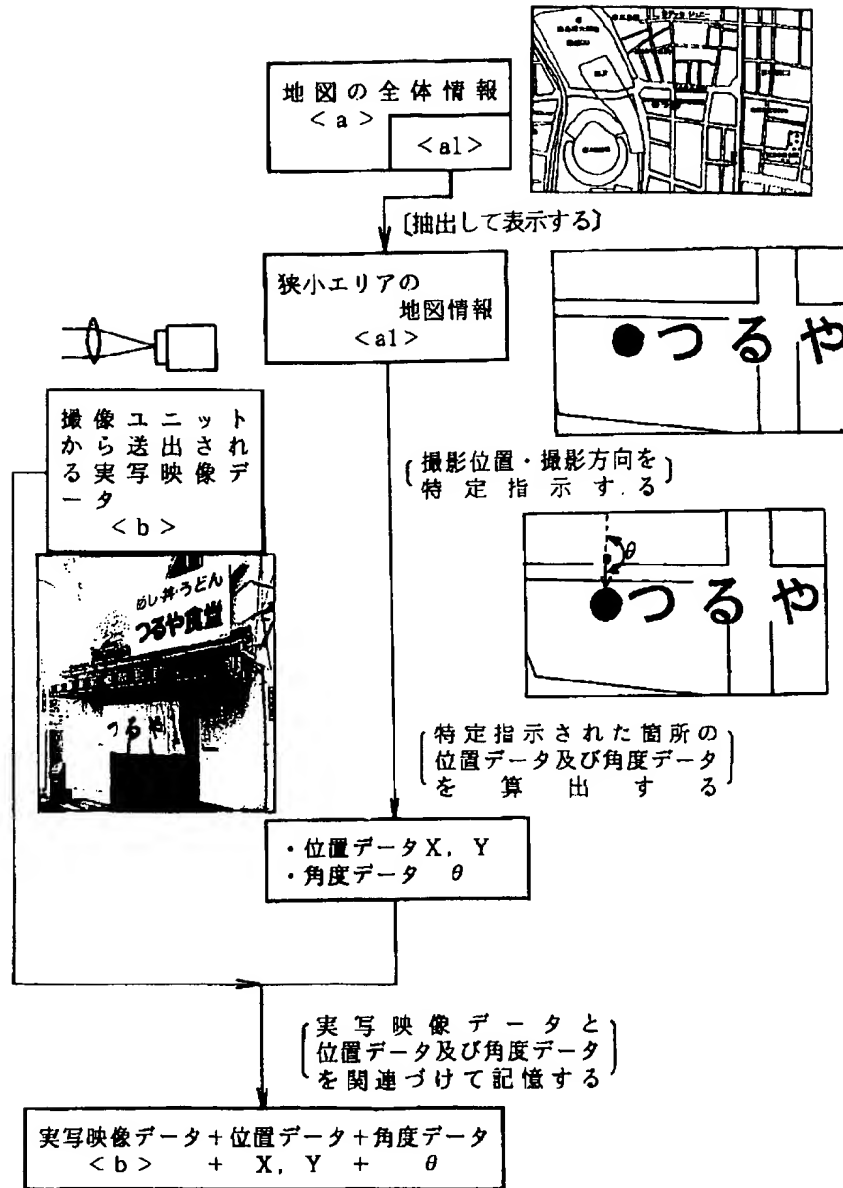 地図の全体情報
<a>
<a1>
〔抽出して表示する〕
狭小エリアの
地図情報
<a1>
つるや
撮像ユニット
から送出され
る実写映像デ
ータ
<b>
撮影位置・撮影方向を
特定指示する
θ
つるや
めし・丼・うどん
つるや食堂
つるや
特定指示された箇所の
位置データ及び角度データ
を算出する
・位置データX, Y
・角度データ θ
実写映像データと
位置データ及び角度データ
を関連づけて記憶する
実写映像データ+位置データ+角度データ
<b> + X, Y + θ